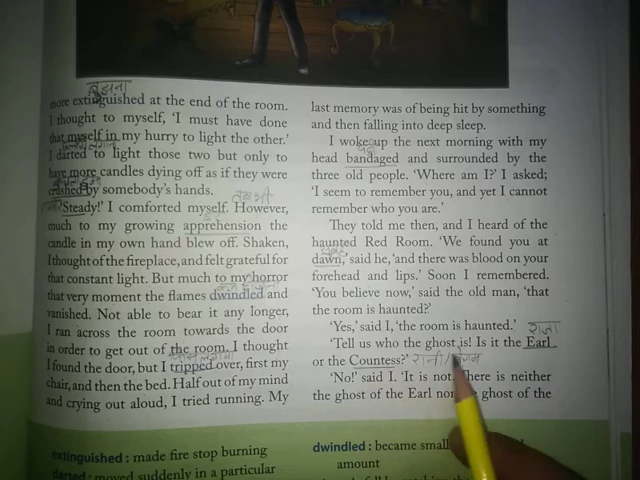 बुझना
more extinguished at the end of the room.
I thought to myself, 'I must have done
that myself in my hurry to light the other.'
I darted to light those two but only to
have more candles dying off as if they were
crushed by somebody's hands.
Steady!' I comforted myself. However,
much to my growing apprehension the
candle in my own hand blew off. Shaken,
I thought of the fireplace, and felt grateful for
that constant light. But much to my horror
that very moment the flames dwindled and
vanished. Not able to bear it any longer,
I ran across the room towards the door
in order to get out of the room. I thought
I found the door, but I tripped over, first my
chair, and then the bed. Half out of my mind
and crying out aloud, I tried running. My
extinguished : made fire stop burning
darted : moved suddenly in a particular
last memory was of being hit by something
and then falling into deep sleep.
I woke up the next morning with my
पट्टी
head bandaged and surrounded by the
three old people. 'Where am I?' I asked;
'I seem to remember you, and yet I cannot
remember who you are.'
They told me then, and I heard of the
haunted Red Room. 'We found you at
सुबह
dawn,' said he, 'and there was blood on your
forehead and lips.' Soon I remembered.
'You believe now,' said the old man, 'that
the room is haunted?'
'Yes,' said I, 'the room is haunted.' राजा
'Tell us who the ghost is! Is it the Earl
or the Countess?' रानी/
'No!' said I. 'It is not. There is neither
the ghost of the Earl nor ghost of the
dwindled : became small
amount